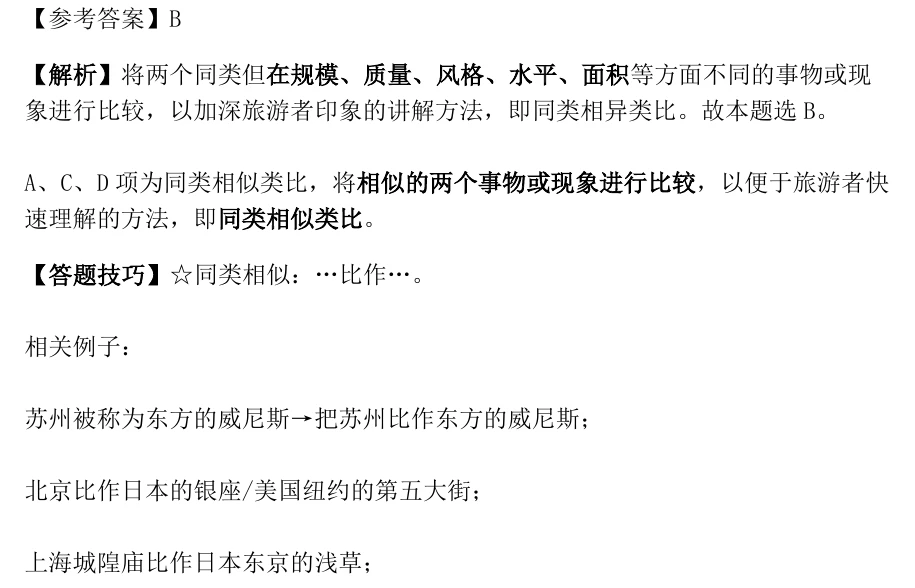 【参考答案】B
【解析】将两个同类但在规模、质量、风格、水平、面积等方面不同的事物或现
象进行比较，以加深旅游者印象的讲解方法，即同类相异类比。故本题选 B。
A、C、D 项为同类相似类比，将相似的两个事物或现象进行比较，以便于旅游者快
速理解的方法，即同类相似类比。
【答题技巧】☆同类相似：…比作…。
相关例子：
苏州被称为东方的威尼斯→把苏州比作东方的威尼斯；
北京比作日本的银座/美国纽约的第五大街；
上海城隍庙比作日本东京的浅草；